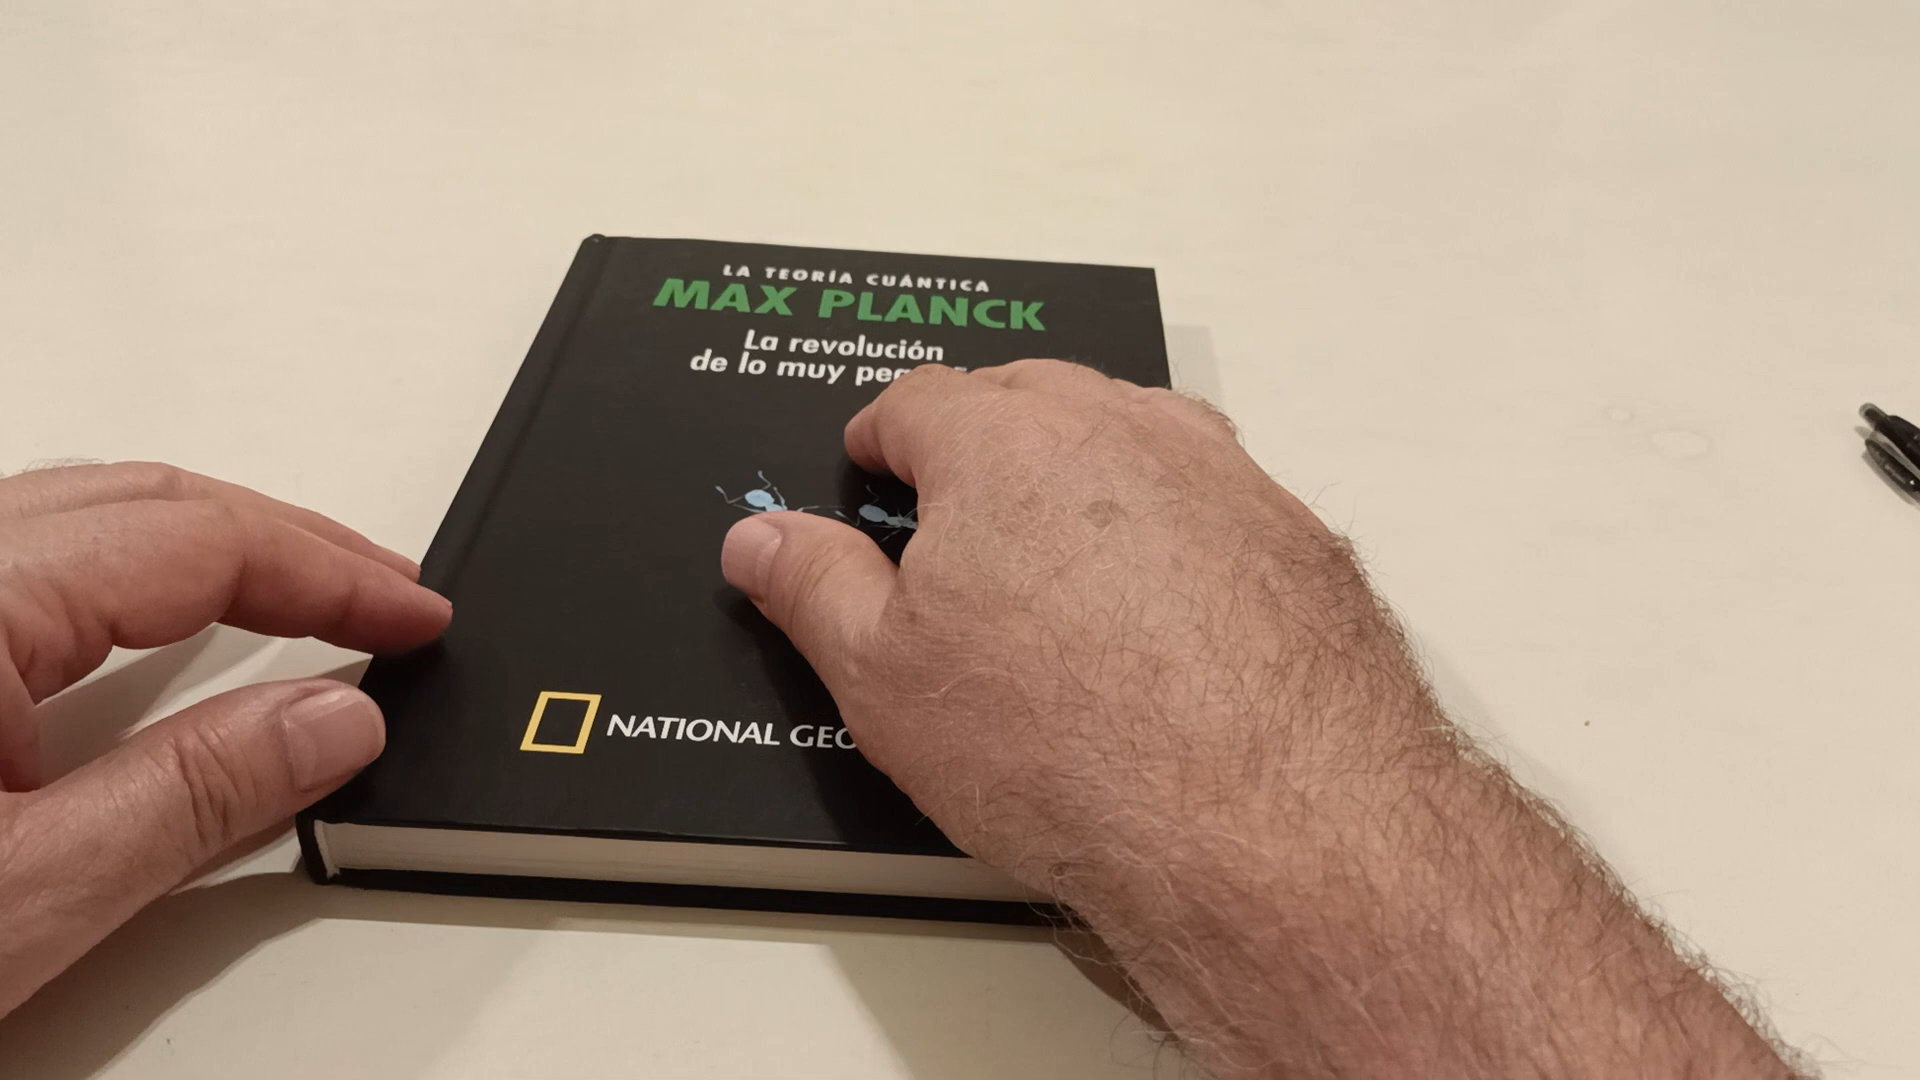 LA TEORÍA CUÁNTICA
MAX PLANCK
La revolución
de lo muy
NATIONAL